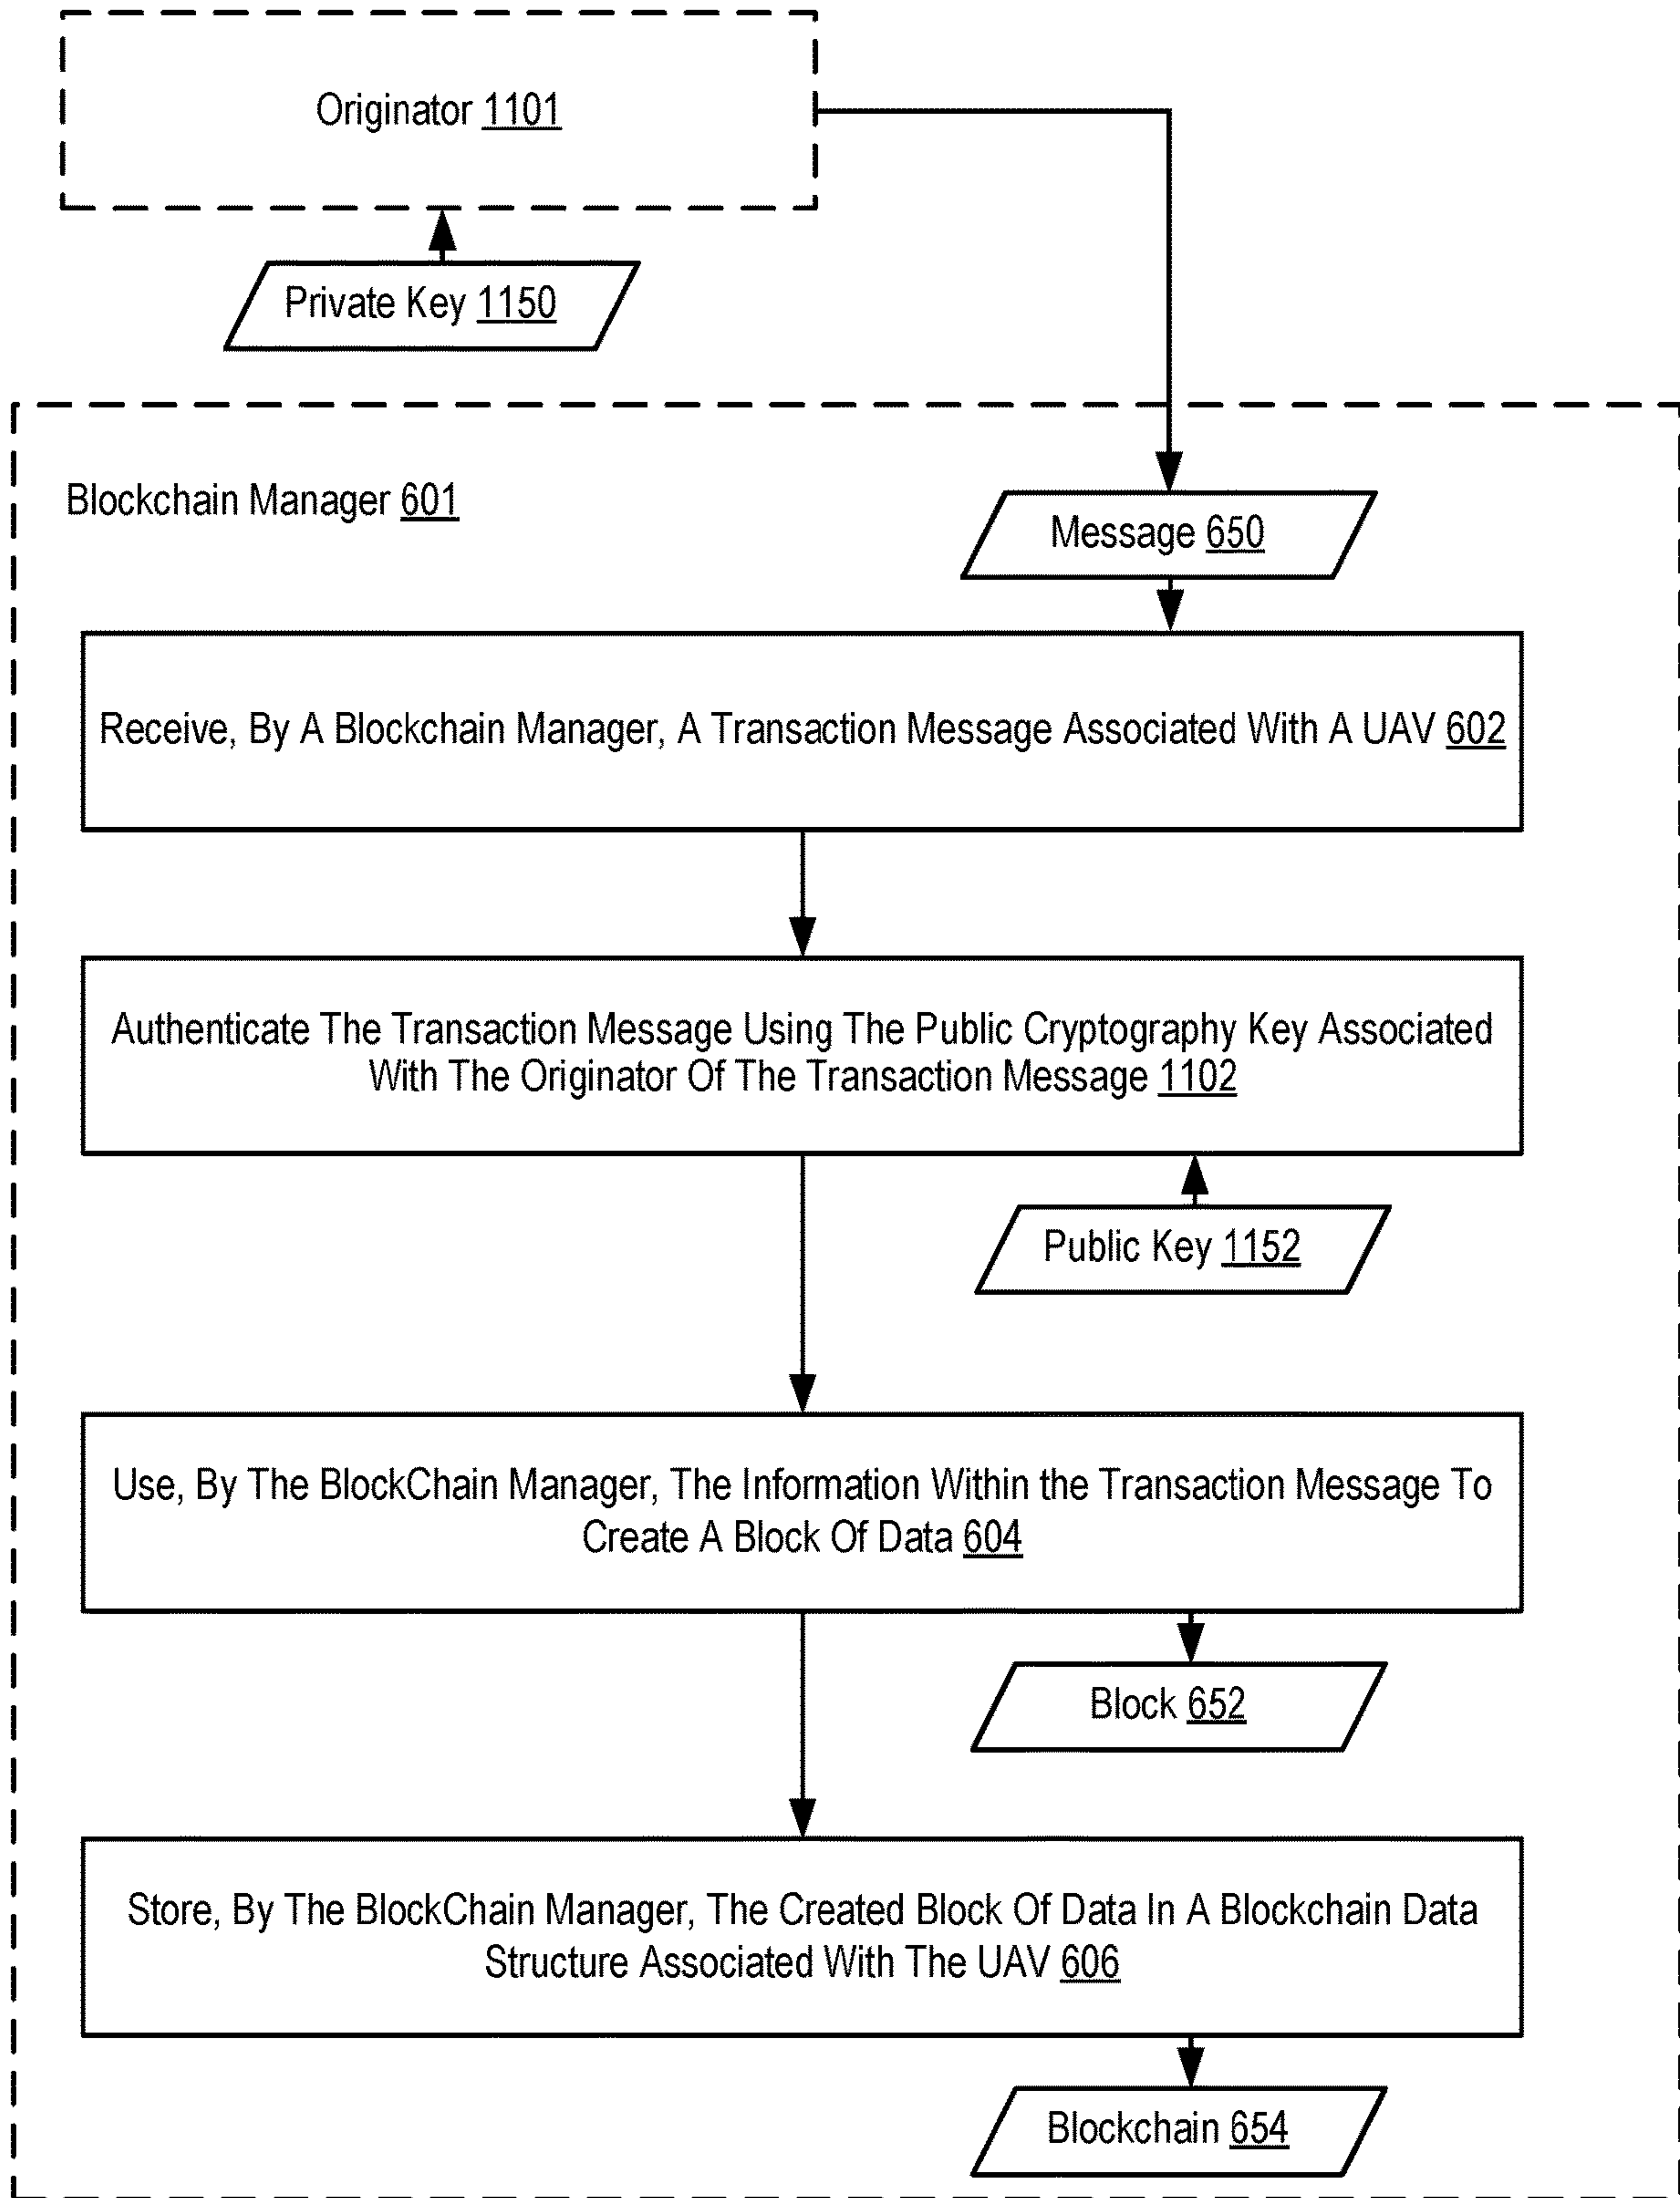 Originator 1101
Private Key 1150
Blockchain Manager 601
Message 650
Receive, By A Blockchain Manager, A Transaction Message Associated With A UAV 602
Authenticate The Transaction Message Using The Public Cryptography Key Associated
With The Originator Of The Transaction Message 1102
Public Key 1152
Use, By The BlockChain Manager, The Information Within the Transaction Message To
Create A Block Of Data 604
Block 652
Store, By The BlockChain Manager, The Created Block Of Data In A Blockchain Data
Structure Associated With The UAV 606
Blockchain 654